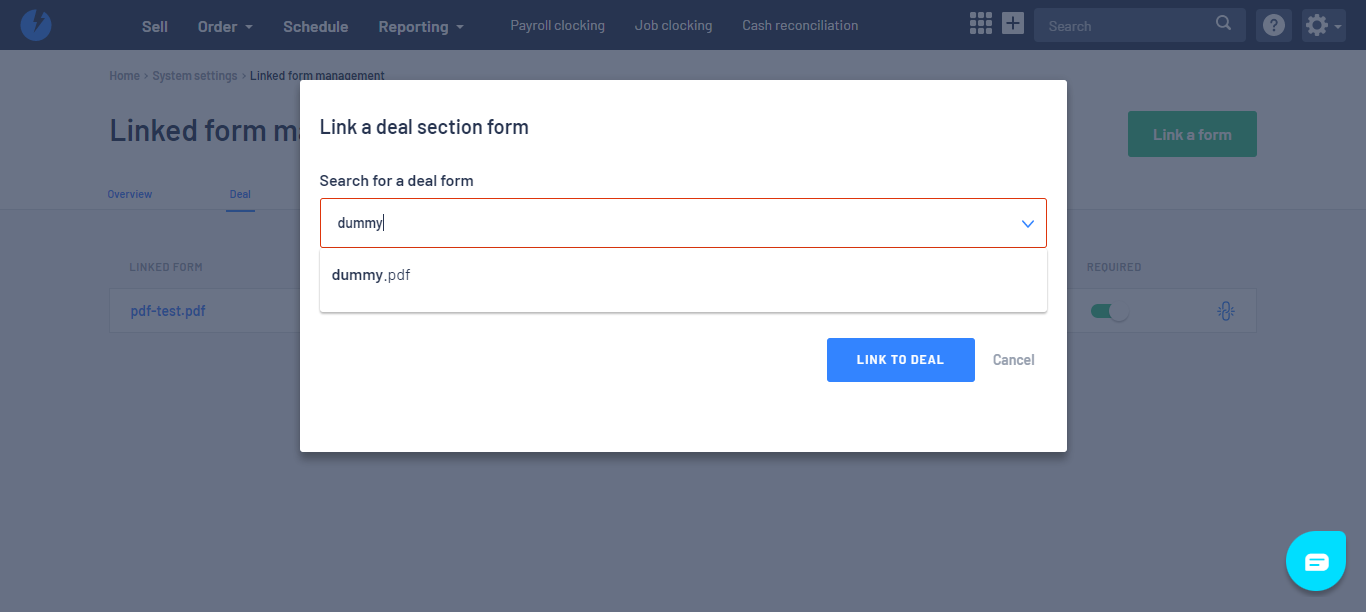 Sell Order Schedule Reporting Payroll clocking Job clocking Cash reconciliation Search
Home > System settings > Linked form management
Linked form m
Link a form
Overview Deal
LINKED FORM REQUIRED
pdf-test.pdf
Link a deal section form
Search for a deal form
dummy
dummy.pdf
LINK TO DEAL Cancel